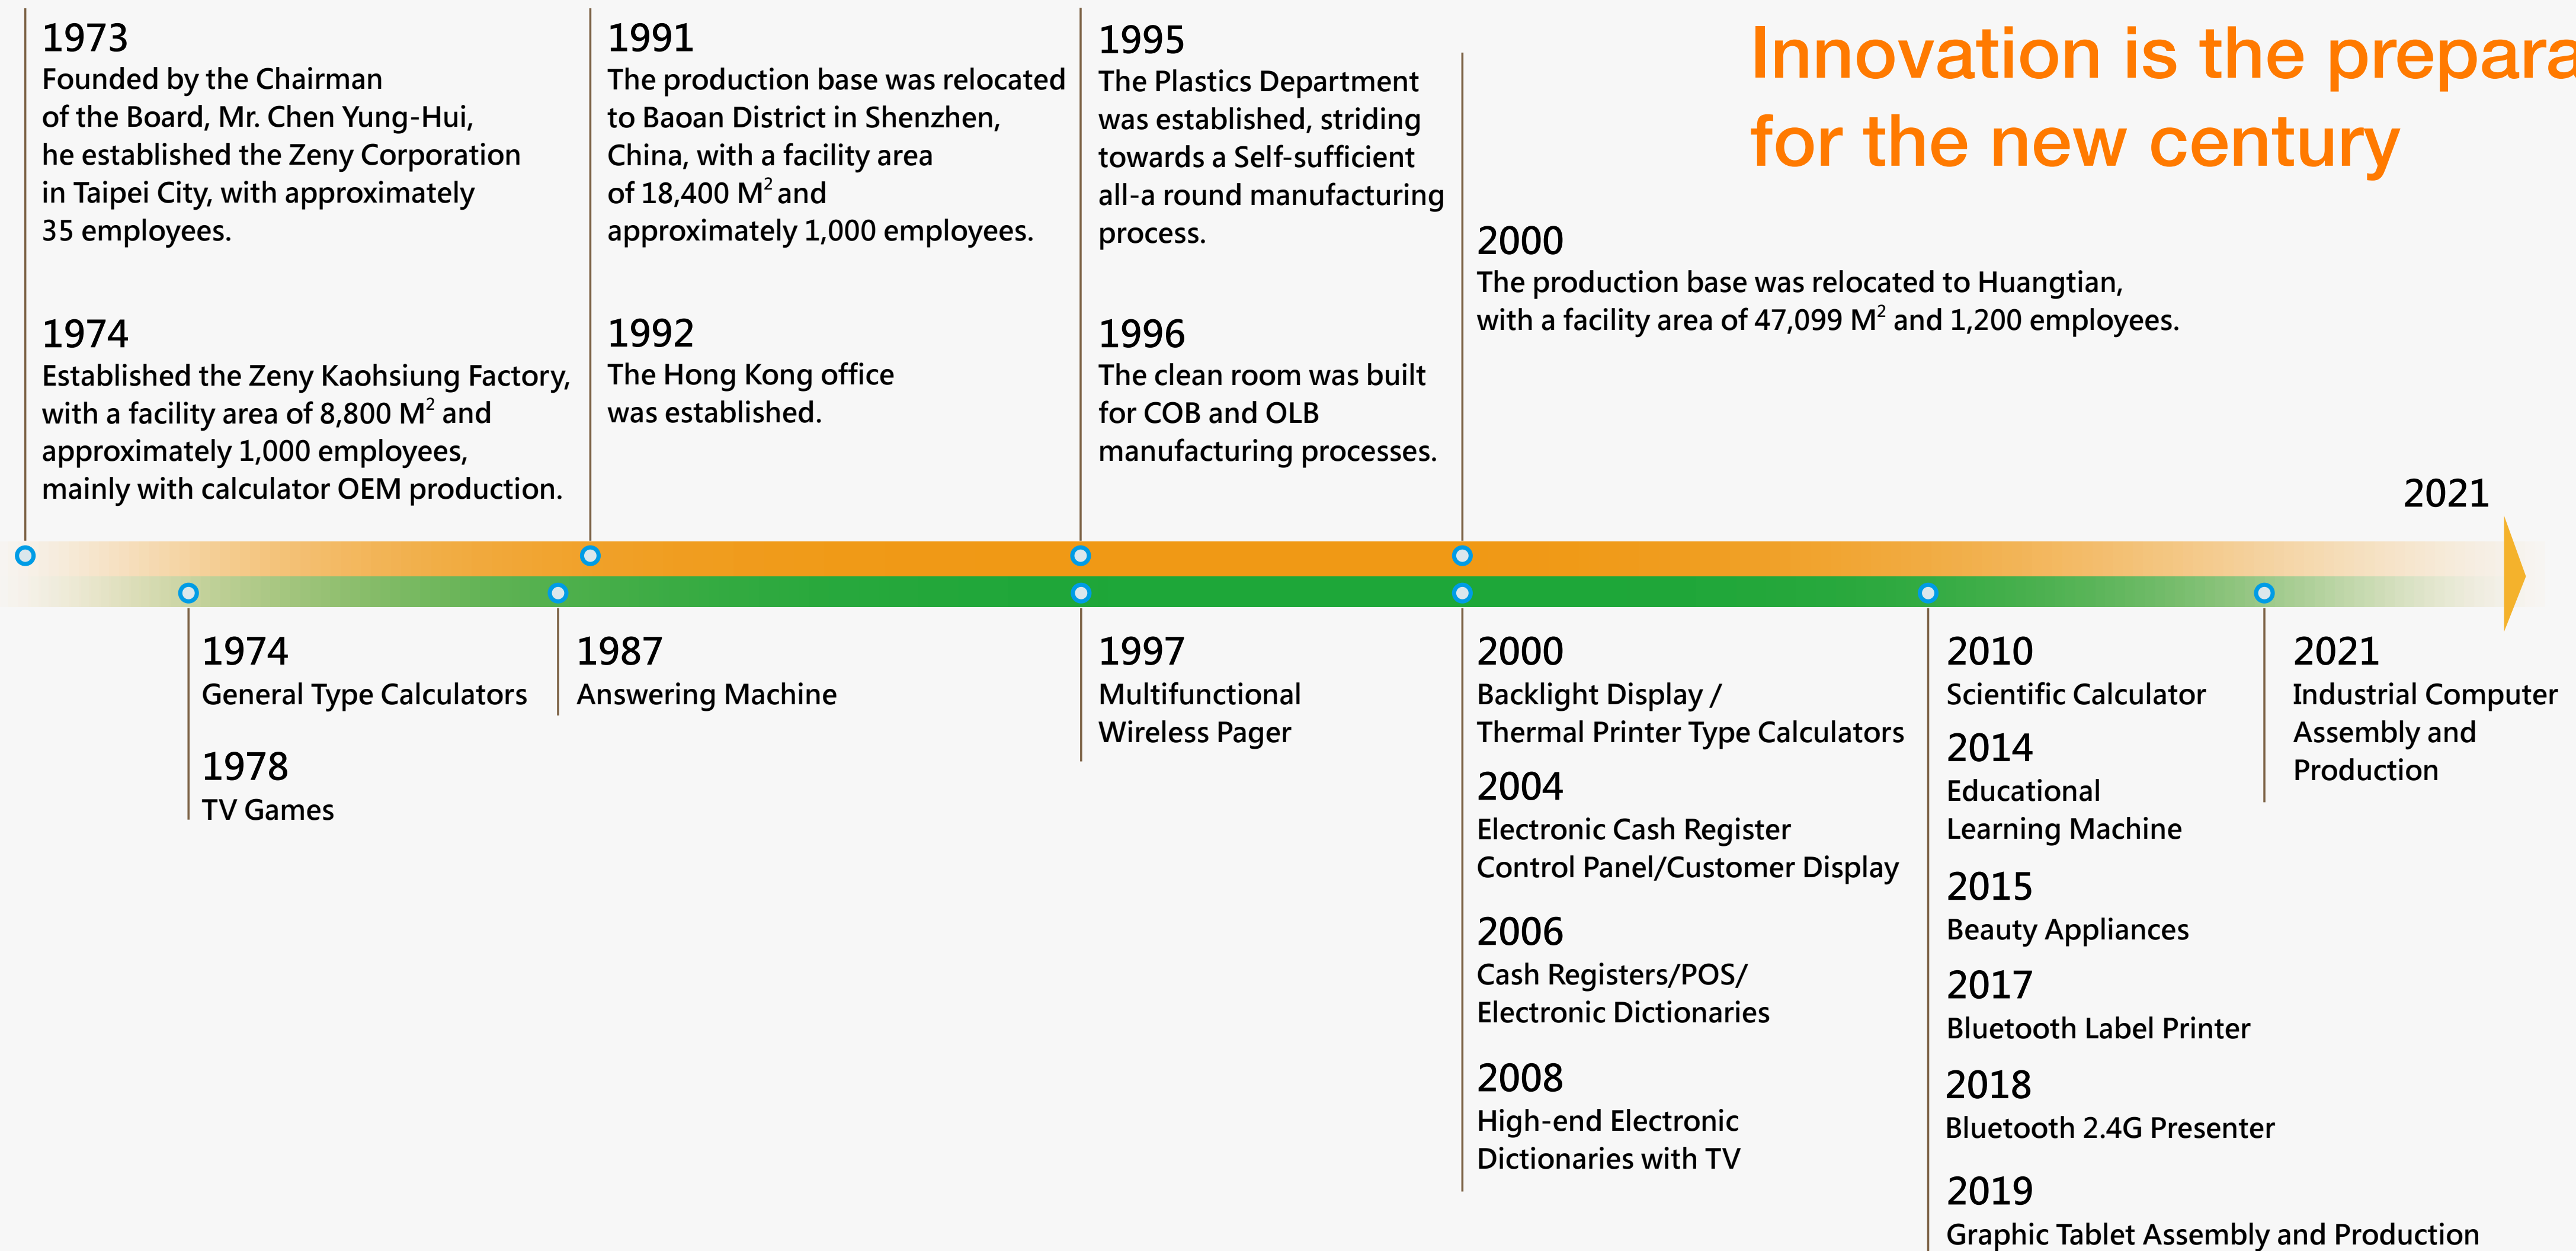 1973
Founded by the Chairman
of the Board, Mr. Chen Yung-Hui,
he established the Zeny Corporation
in Taipei City, with approximately
35 employees.
1974
Established the Zeny Kaohsiung Factory,
with a facility area of 8,800 M² and
approximately 1,000 employees,
mainly with calculator OEM production.
1991
The production base was relocated
to Baoan District in Shenzhen,
China, with a facility area
of 18,400 M² and
approximately 1,000 employees.
1992
The Hong Kong office
was established.
1995
The Plastics Department
was established, striding
towards a Self-sufficient
all-a round manufacturing
process.
1996
The clean room was built
for COB and OLB
manufacturing processes.
Innovation is the prepara
for the new century
2000
The production base was relocated to Huangtian,
with a facility area of 47,099 M² and 1,200 employees.
2021
1974
General Type Calculators
1978
TV Games
1987
Answering Machine
1997
Multifunctional
Wireless Pager
2000
Backlight Display /
Thermal Printer Type Calculators
2004
Electronic Cash Register
Control Panel/Customer Display
2006
Cash Registers/POS/
Electronic Dictionaries
2008
High-end Electronic
Dictionaries with TV
2010
Scientific Calculator
2014
Educational
Learning Machine
2015
Beauty Appliances
2017
Bluetooth Label Printer
2018
Bluetooth 2.4G Presenter
2019
Graphic Tablet Assembly and Production
2021
Industrial Computer
Assembly and
Production